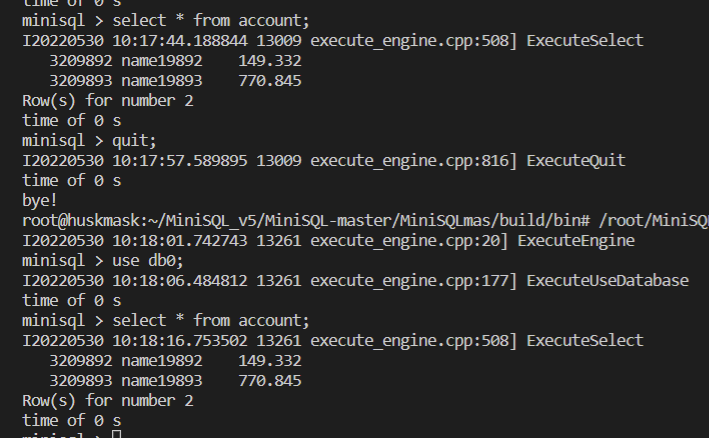 time of 0 s
minisql > select * from account;
I20220530 10:17:44.188844 13009 execute_engine.cpp:508] ExecuteSelect
3209892 name19892 149.332
3209893 name19893 770.845
Row(s) for number 2
time of 0 s
minisql > quit;
I20220530 10:17:57.589895 13009 execute_engine.cpp:816] ExecuteQuit
time of 0 s
bye!
root@huskmask:~/MiniSQL_v5/MiniSQL-master/MiniSQLmas/build/bin# /root/MiniSQ
I20220530 10:18:01.742743 13261 execute_engine.cpp:20] ExecuteEngine
minisql > use db0;
I20220530 10:18:06.484812 13261 execute_engine.cpp:177] ExecuteUseDatabase
time of 0 s
minisql > select * from account;
I20220530 10:18:16.753502 13261 execute_engine.cpp:508] ExecuteSelect
3209892 name19892 149.332
3209893 name19893 770.845
Row(s) for number 2
time of 0 s
minisql >